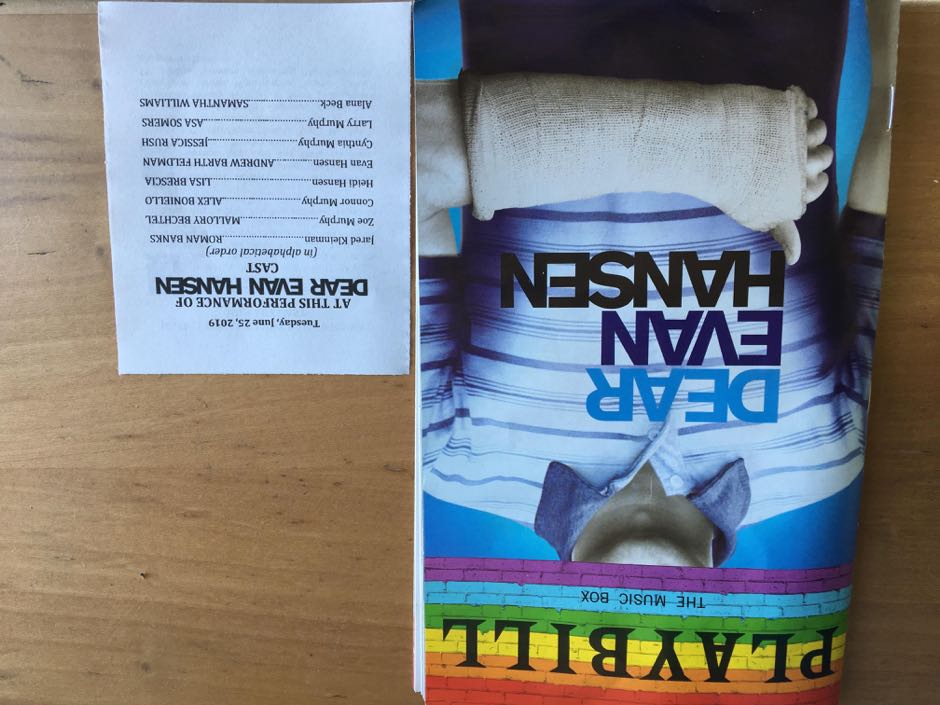 Tuesday, June 25, 2019
AT THIS PERFORMANCE OF
DEAR EVAN HANSEN
CAST
(in alphabetical order)
Jared Kleinman.....................ROMAN BANKS
Zoe Murphy.....................MALLORY BECHTEL
Connor Murphy.....................ALEX BONIELLO
Heidi Hansen.....................LISA BRESCIA
Evan Hansen............ANDREW BARTH FELDMAN
Cynthia Murphy.....................JESSICA RUSH
Larry Murphy.....................ASA SOMERS
Alana Beck.....................SAMANTHA WILLIAMS
PLAYBILL
THE MUSIC BOX
DEAR
EVAN
HANSEN